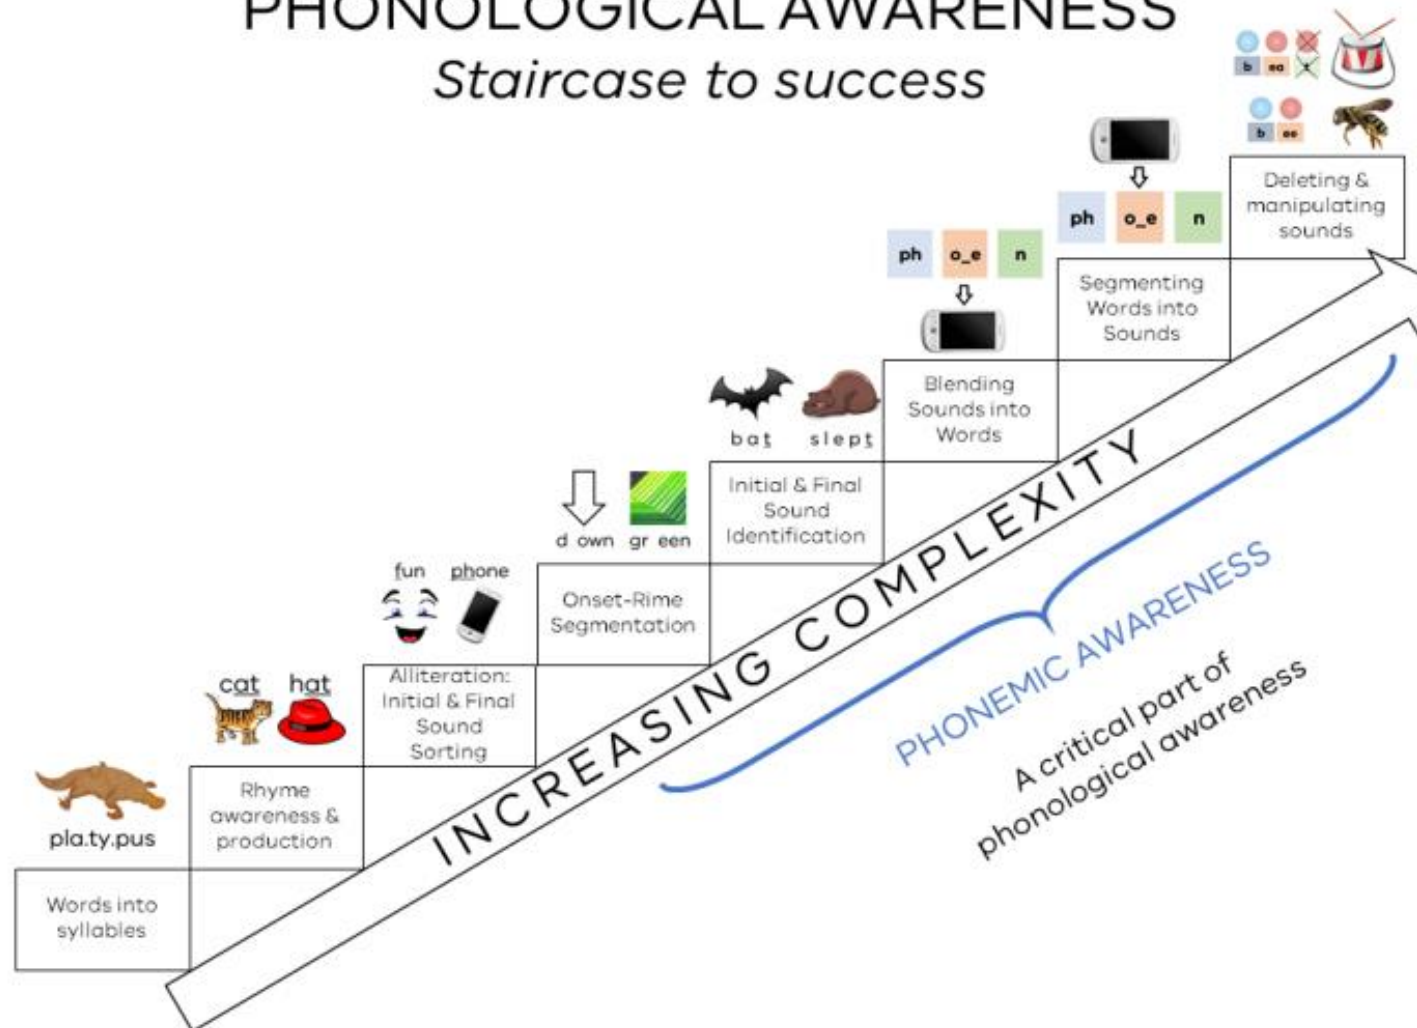 PHONOLOGICAL AWARENESS
Staircase to success
b ea t
b ee
Deleting &
manipulating
sounds
ph o_e n
Segmenting
Words into
Sounds
ph o_e n
Blending
Sounds into
Words
bat slept
Initial & Final
Sound
Identification
d own gr een
Onset-Rime
Segmentation
fun phone
Alliteration:
Initial & Final
Sound
Sorting
cat hat
Rhyme
awareness &
production
pla.ty.pus
Words into
syllables
INCREASING COMPLEXITY
PHONEMIC AWARENESS
A critical part of
phonological awareness